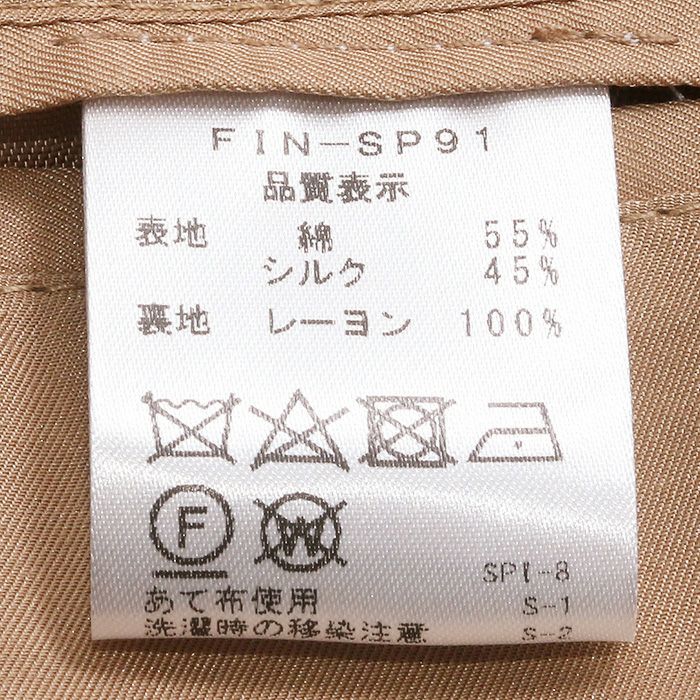 FIN-SP91
品質表示
表地 綿 55%
シルク 45%
裏地 レーヨン 100%
F W
SPL-8
あて布使用 S-1
洗濯時の移染注意 S-2